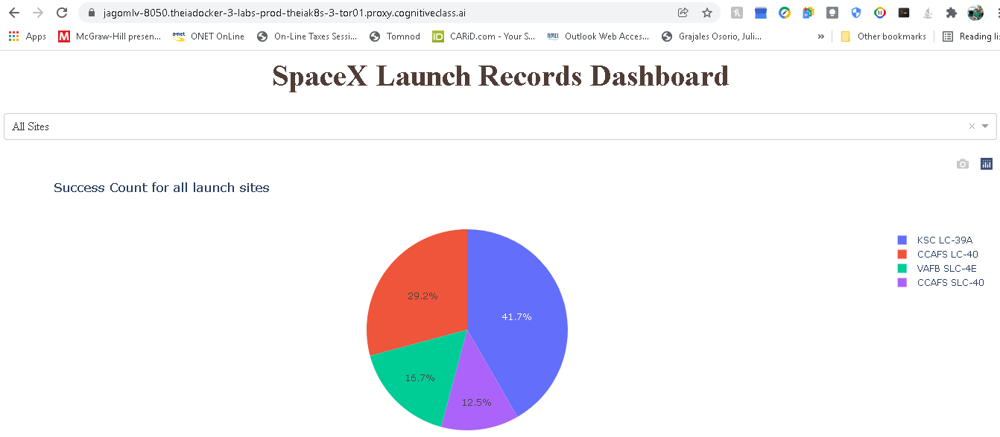 jagomlv-8050.theiadocker-3-labs-prod-theiak8s-3-tor01.proxy.cognitiveclass.ai
Apps McGraw-Hill presen... ONET OnLine On-Line Taxes Sessi... Tomnod CARiD.com - Your S... Outlook Web Acces... Grajales Osorio, Juli... » Other bookmarks Reading lis
SpaceX Launch Records Dashboard
All Sites
Success Count for all launch sites
KSC LC-39A
CCAFS LC-40
VAFB SLC-4E
CCAFS SLC-40
29.2%
41.7%
16.7%
12.5%